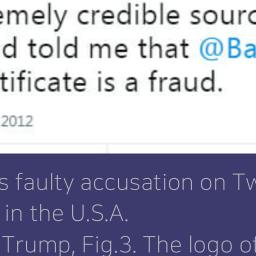 emely credible sourc
d told me that @Ba
tificate is a fraud.
2012
s faulty accusation on Tw
in the U.S.A.
Trump, Fig.3. The logo of